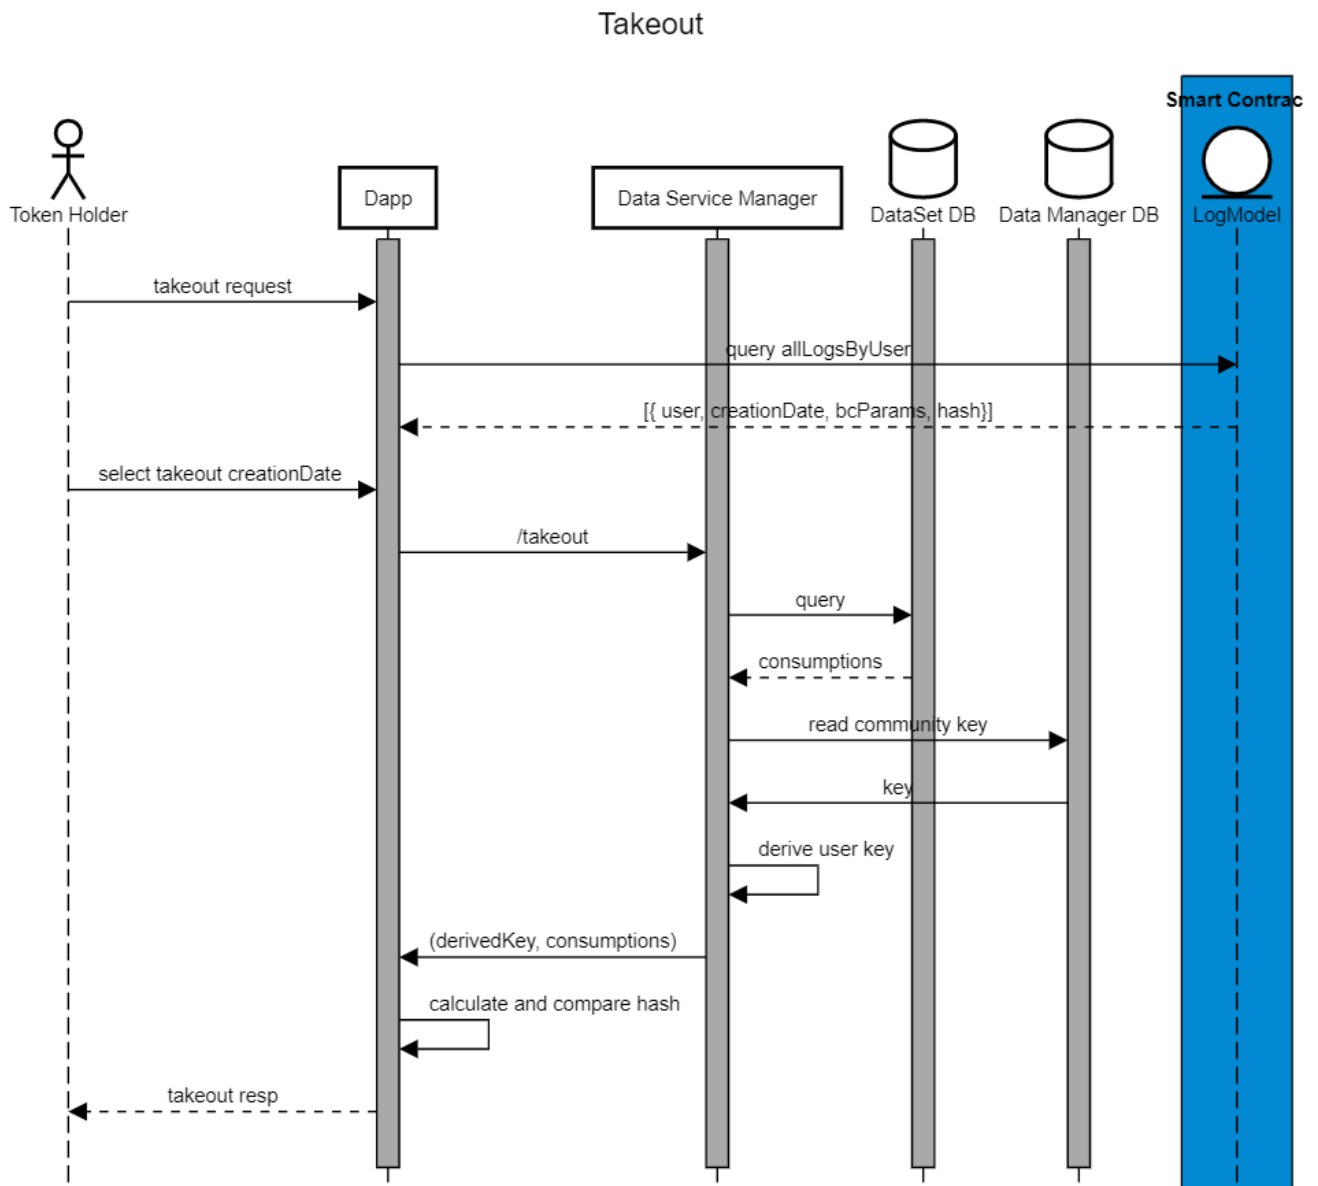 Takeout
Smart Contrac
Token Holder
Dapp
Data Service Manager
DataSet DB
Data Manager DB
LogModel
takeout request
query allLogsByUser
[{ user, creationDate, bcParams, hash}]
select takeout creationDate
/takeout
query
consumptions
read community key
key
derive user key
(derivedKey, consumptions)
calculate and compare hash
takeout resp